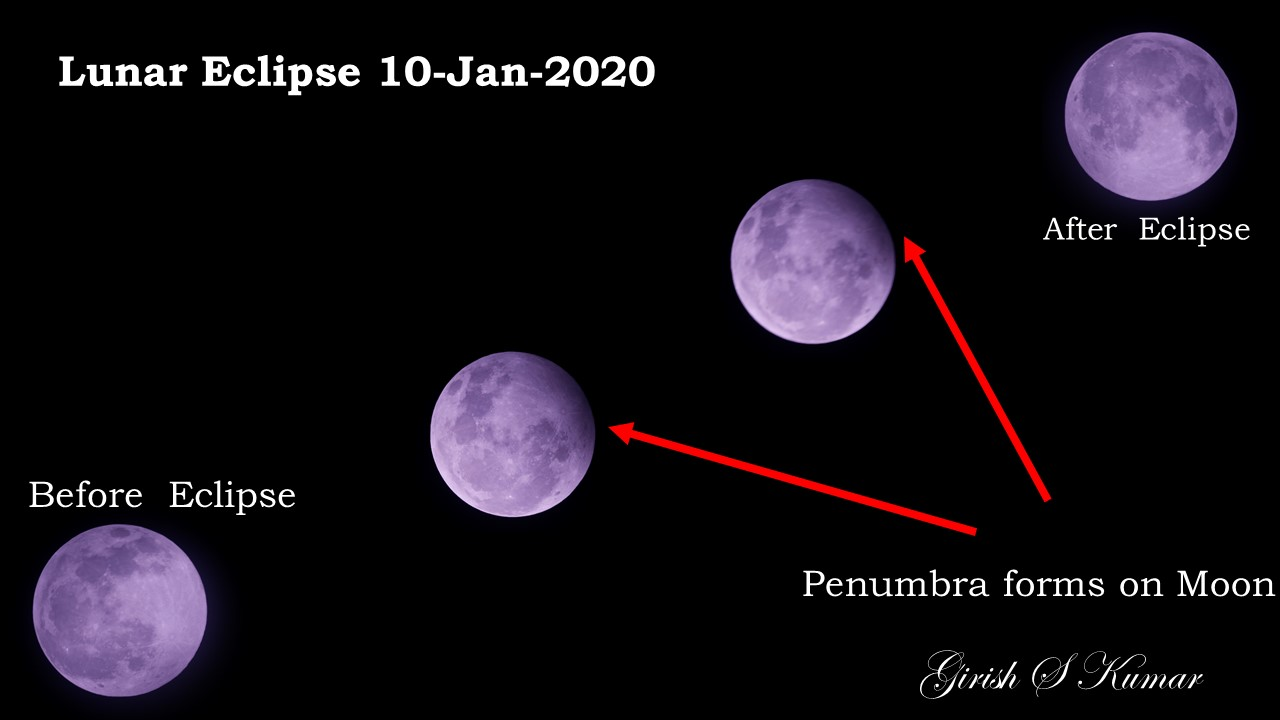 Lunar Eclipse 10-Jan-2020
After Eclipse
Before Eclipse
Penumbra forms on Moon
Girish S Kumar